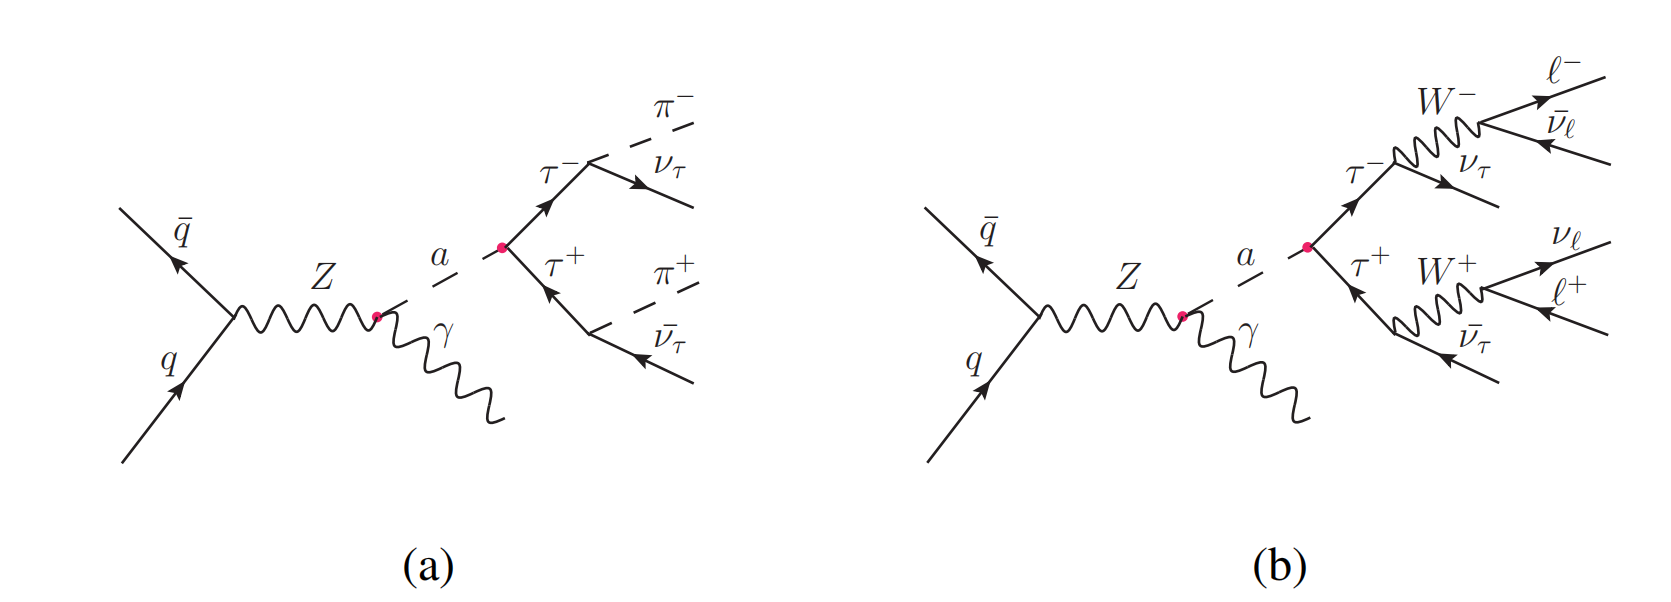 π⁻
τ⁻
ν_τ
q̄
Z
a
τ⁺
π⁺
q
γ
ν̄_τ
(a)
ℓ⁻
W⁻
ν̄_ℓ
τ⁻
ν_τ
q̄
Z
a
τ⁺
W⁺
ν_ℓ
ℓ⁺
q
γ
ν̄_τ
(b)